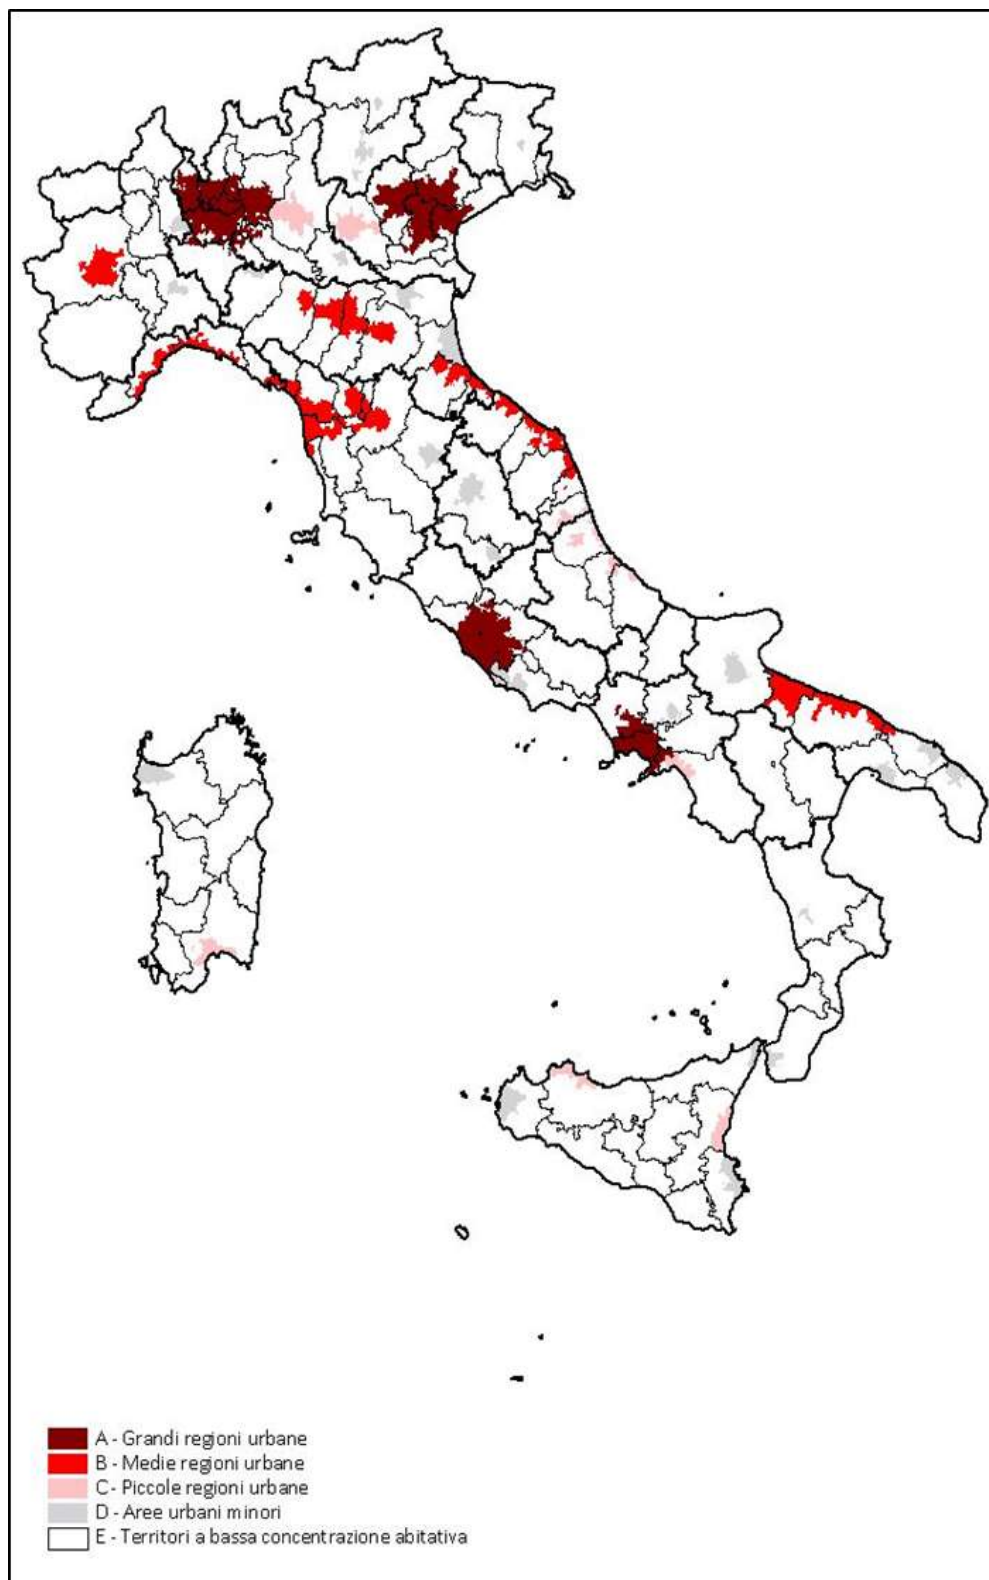 A - Grandi regioni urbane
B - Medie regioni urbane
C - Piccole regioni urbane
D - Aree urbani minori
E - Territori a bassa concentrazione abitativa